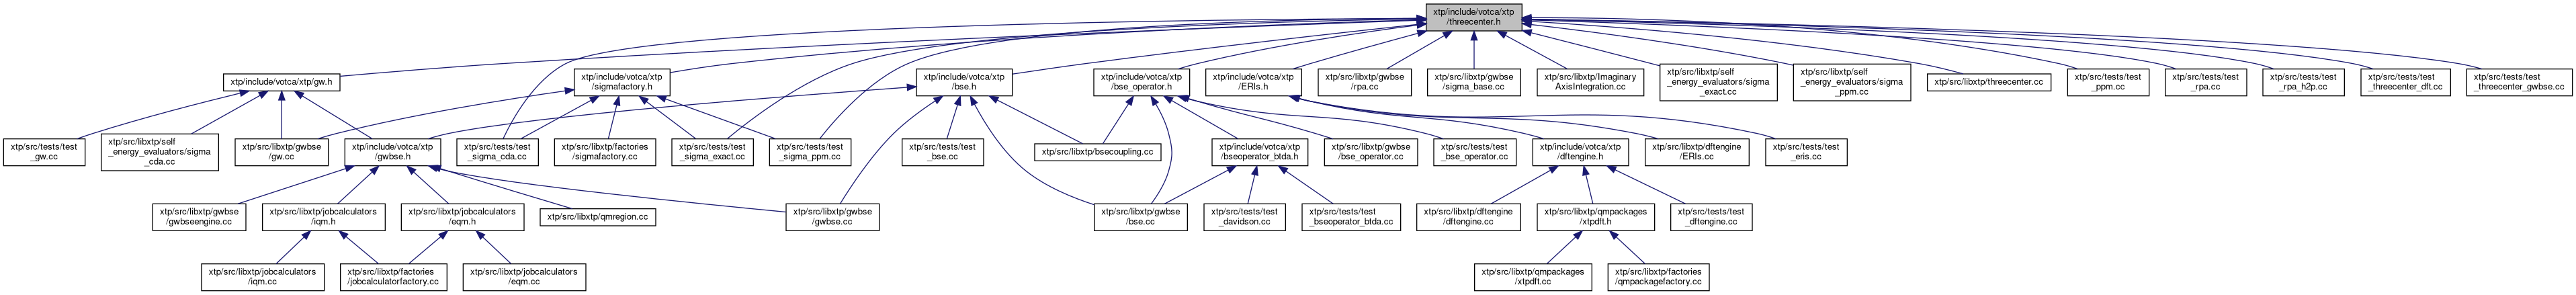 xtp/include/votca/xtp
/threecenter.h
xtp/include/votca/xtp/gw.h
xtp/include/votca/xtp
/sigmafactory.h
xtp/include/votca/xtp
/bse.h
xtp/include/votca/xtp
/bse_operator.h
xtp/include/votca/xtp
/ERIs.h
xtp/src/libxtp/gwbse
/rpa.cc
xtp/src/libxtp/gwbse
/sigma_base.cc
xtp/src/libxtp/Imaginary
AxisIntegration.cc
xtp/src/libxtp/self
_energy_evaluators/sigma
_exact.cc
xtp/src/libxtp/self
_energy_evaluators/sigma
_ppm.cc
xtp/src/libxtp/threecenter.cc
xtp/src/tests/test
_ppm.cc
xtp/src/tests/test
_rpa.cc
xtp/src/tests/test
_rpa_h2p.cc
xtp/src/tests/test
_threecenter_dft.cc
xtp/src/tests/test
_threecenter_gwbse.cc
xtp/src/tests/test
_gw.cc
xtp/src/libxtp/self
_energy_evaluators/sigma
_cda.cc
xtp/src/libxtp/gwbse
/gw.cc
xtp/include/votca/xtp
/gwbse.h
xtp/src/tests/test
_sigma_cda.cc
xtp/src/libxtp/factories
/sigmafactory.cc
xtp/src/tests/test
_sigma_exact.cc
xtp/src/tests/test
_sigma_ppm.cc
xtp/src/tests/test
_bse.cc
xtp/src/libxtp/bsecoupling.cc
xtp/include/votca/xtp
/bseoperator_btda.h
xtp/src/libxtp/gwbse
/bse_operator.cc
xtp/src/tests/test
_bse_operator.cc
xtp/include/votca/xtp
/dftengine.h
xtp/src/libxtp/dftengine
/ERIs.cc
xtp/src/tests/test
_eris.cc
xtp/src/libxtp/gwbse
/gwbseengine.cc
xtp/src/libxtp/jobcalculators
/iqm.h
xtp/src/libxtp/jobcalculators
/eqm.h
xtp/src/libxtp/qmregion.cc
xtp/src/libxtp/gwbse
/gwbse.cc
xtp/src/libxtp/gwbse
/bse.cc
xtp/src/tests/test
_davidson.cc
xtp/src/tests/test
_bseoperator_btda.cc
xtp/src/libxtp/dftengine
/dftengine.cc
xtp/src/libxtp/qmpackages
/xtpdft.h
xtp/src/tests/test
_dftengine.cc
xtp/src/libxtp/jobcalculators
/iqm.cc
xtp/src/libxtp/factories
/jobcalculatorfactory.cc
xtp/src/libxtp/jobcalculators
/eqm.cc
xtp/src/libxtp/qmpackages
/xtpdft.cc
xtp/src/libxtp/factories
/qmpackagefactory.cc